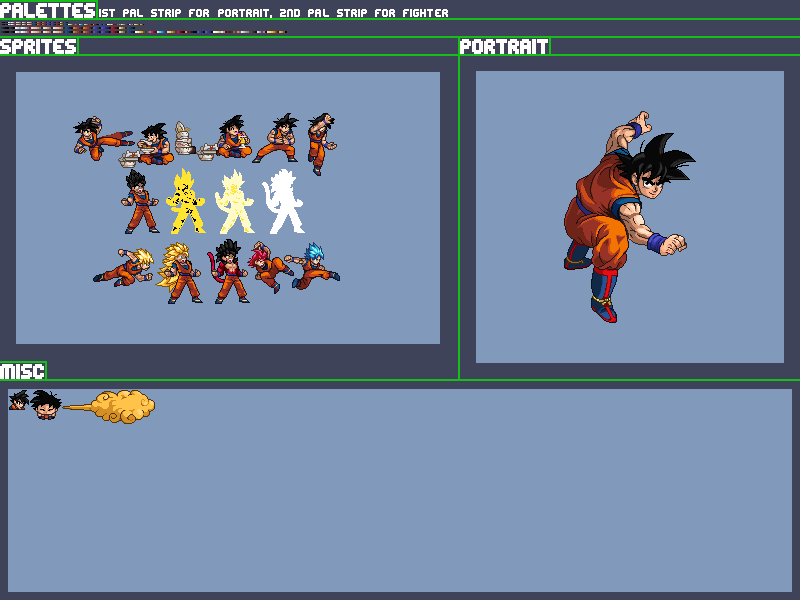 PALETTES 1ST PAL STRIP FOR PORTRAIT, 2ND PAL STRIP FOR FIGHTER
SPRITES
PORTRAIT
MISC